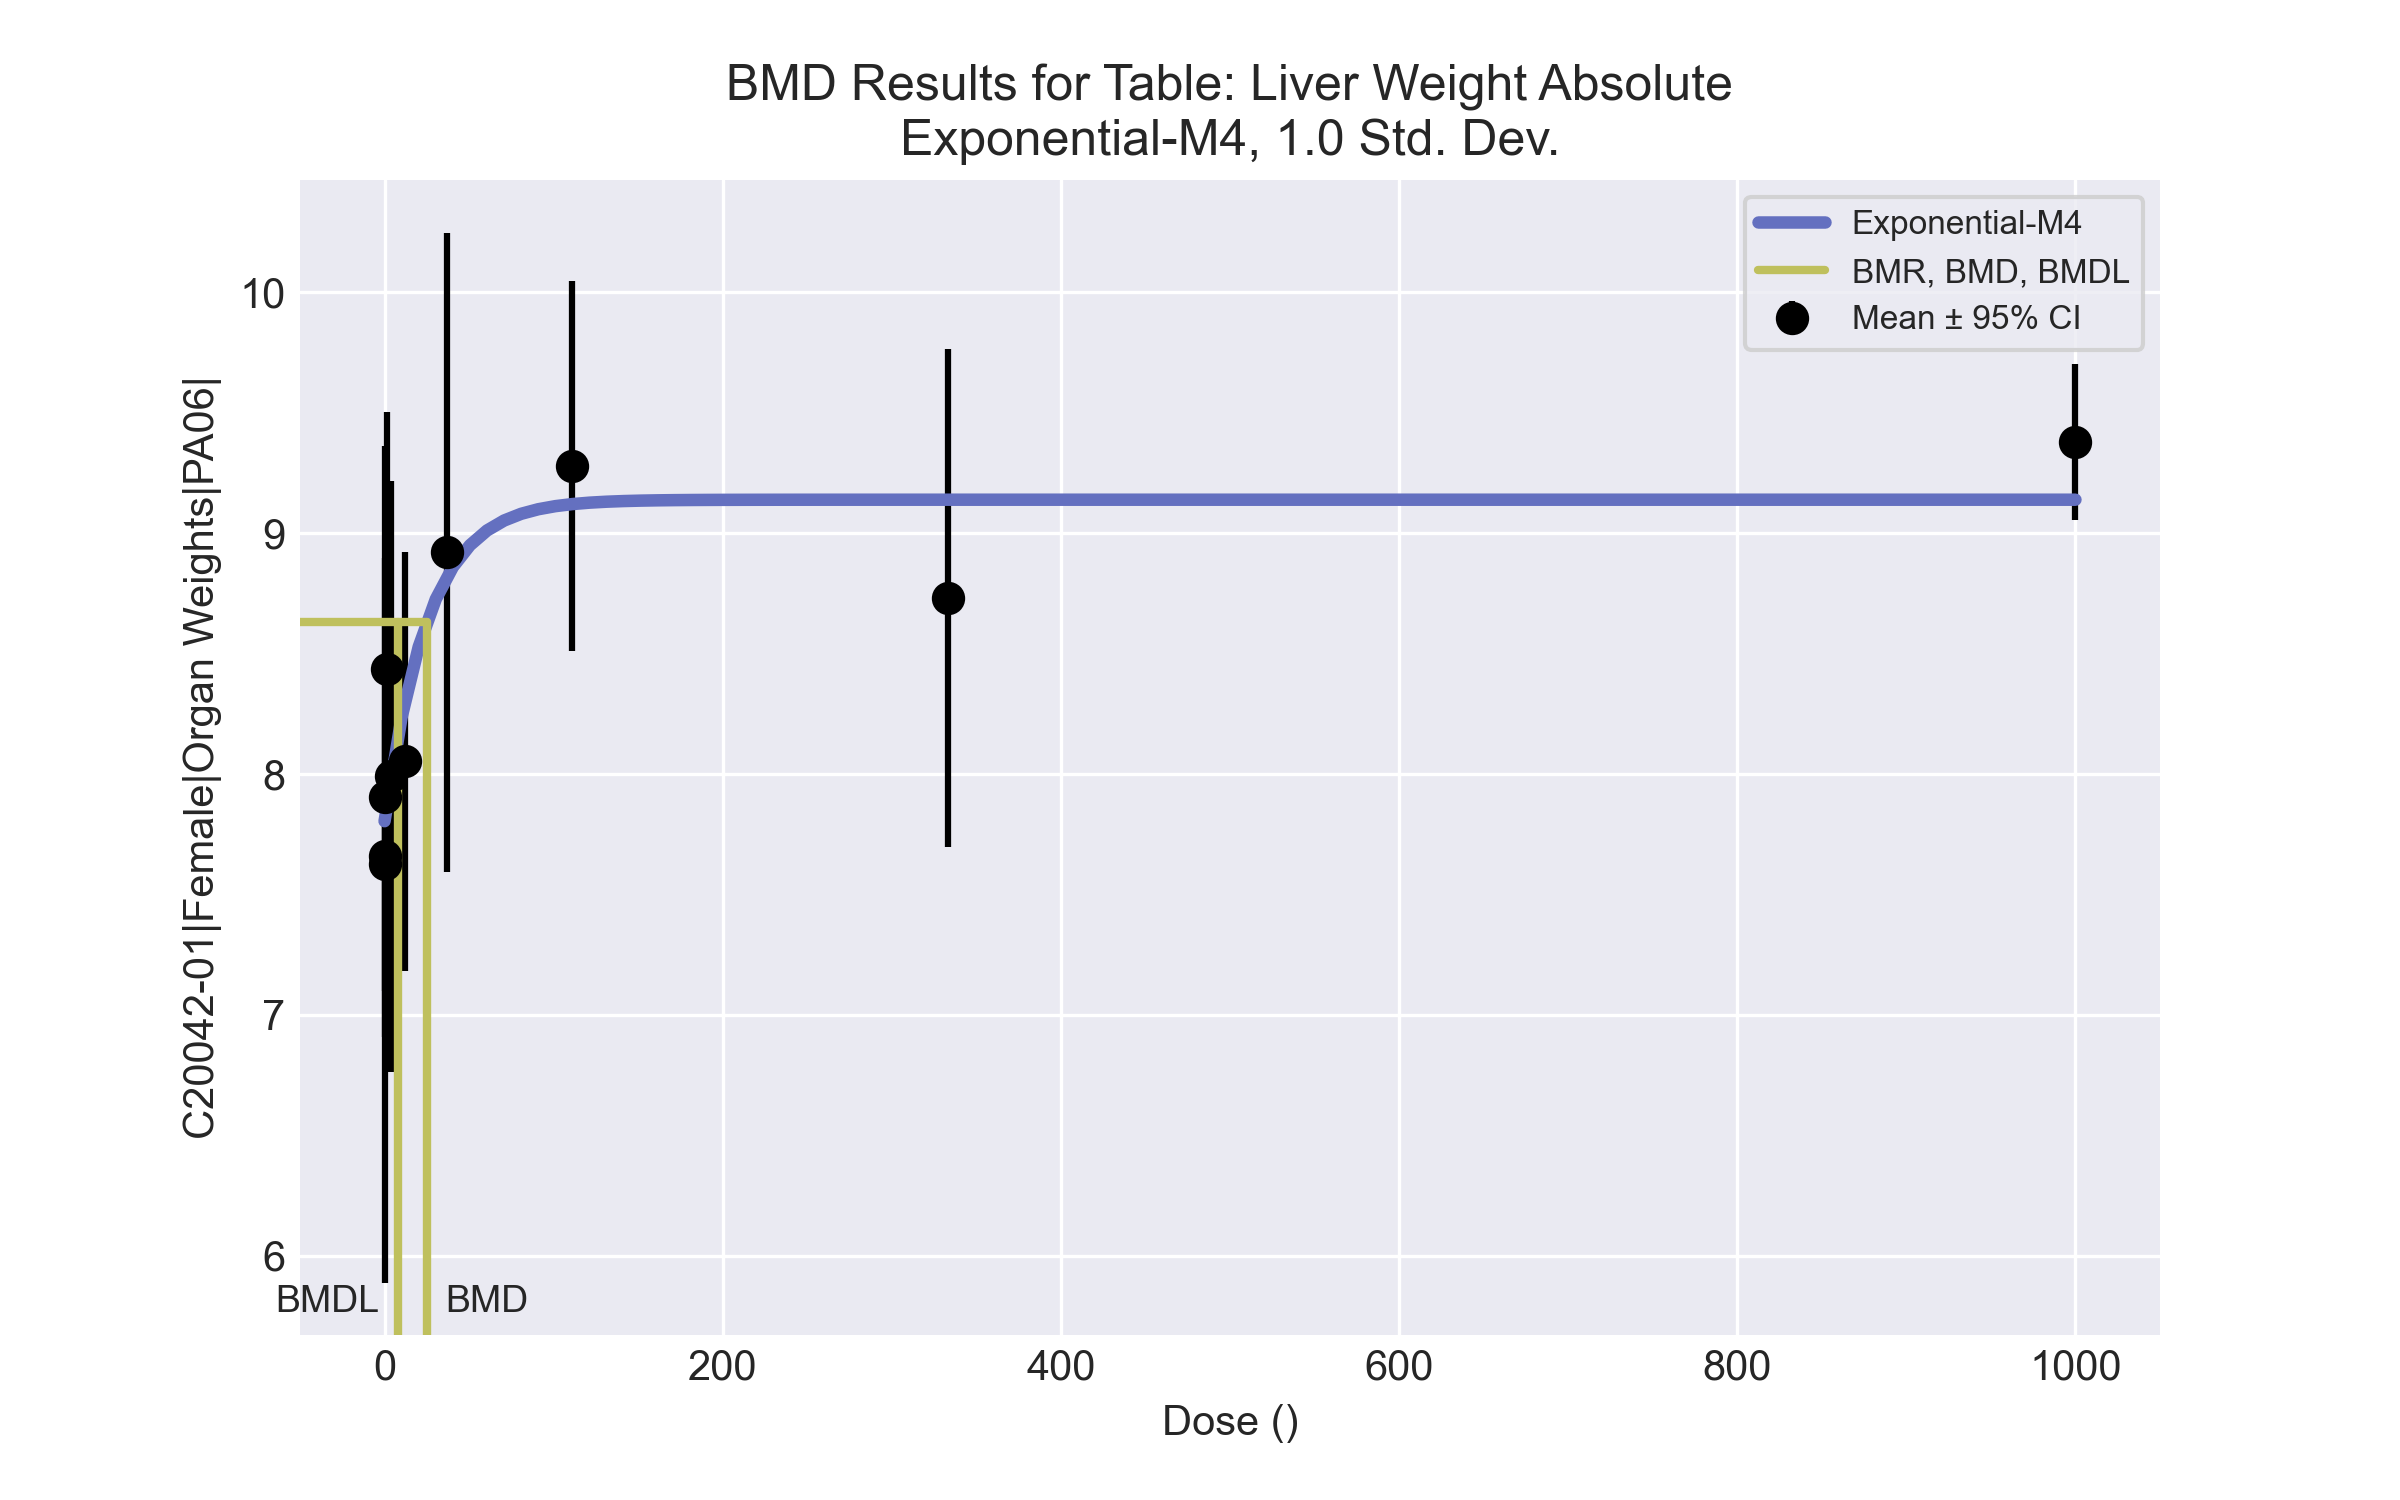 BMD Results for Table: Liver Weight Absolute
Exponential-M4, 1.0 Std. Dev.
Exponential-M4
BMR, BMD, BMDL
Mean ± 95% CI
C20042-01|Female|Organ Weights|PA06|
10
9
8
7
6
BMDL
BMD
0
200
400
600
800
1000
Dose ()